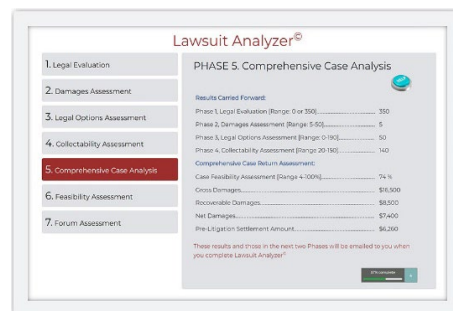 Lawsuit Analyzer©
1. Legal Evaluation
2. Damages Assessment
3. Legal Options Assessment
4. Collectability Assessment
5. Comprehensive Case Analysis
6. Feasibility Assessment
7. Forum Assessment
PHASE 5. Comprehensive Case Analysis
Results Carried Forward:
Phase 1, Legal Evaluation [Range: 0 or 350] 350
Phase 2, Damages Assessment [Range: 5-50] 5
Phase 3, Legal Options Assessment [Range: 0-190] 50
Phase 4. Collectability Assessment [Range 20-150] 140
Comprehensive Case Return Assessment:
Case Feasibility Assessment [Range 4-100%] 74 %
Gross Damages $16,500
Recoverable Damages $8,500
Net Damages $7,400
Pre-Litigation Settlement Amount $6,260
These results and those in the next two Phases will be emailed to you when
you complete Lawsuit Analyzer©